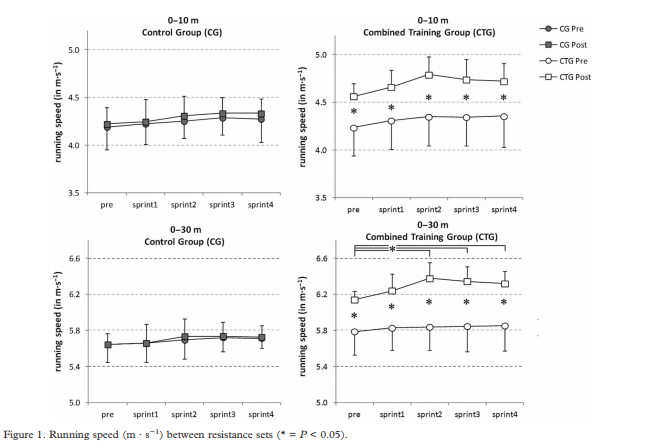 0–10 m
Control Group (CG)
5.0
4.5
4.0
3.5
running speed (in m·s⁻¹)
pre sprint1 sprint2 sprint3 sprint4
0–10 m
Combined Training Group (CTG)
5.0
4.5
4.0
3.5
running speed (in m·s⁻¹)
* * * * *
pre sprint1 sprint2 sprint3 sprint4
CG Pre
CG Post
CTG Pre
CTG Post
0–30 m
Control Group (CG)
6.6
6.2
5.8
5.4
5.0
running speed (in m·s⁻¹)
pre sprint1 sprint2 sprint3 sprint4
0–30 m
Combined Training Group (CTG)
6.6
6.2
5.8
5.4
5.0
running speed (in m·s⁻¹)
*
* * * * *
pre sprint1 sprint2 sprint3 sprint4
Figure 1. Running speed (m · s⁻¹) between resistance sets (* = P < 0.05).